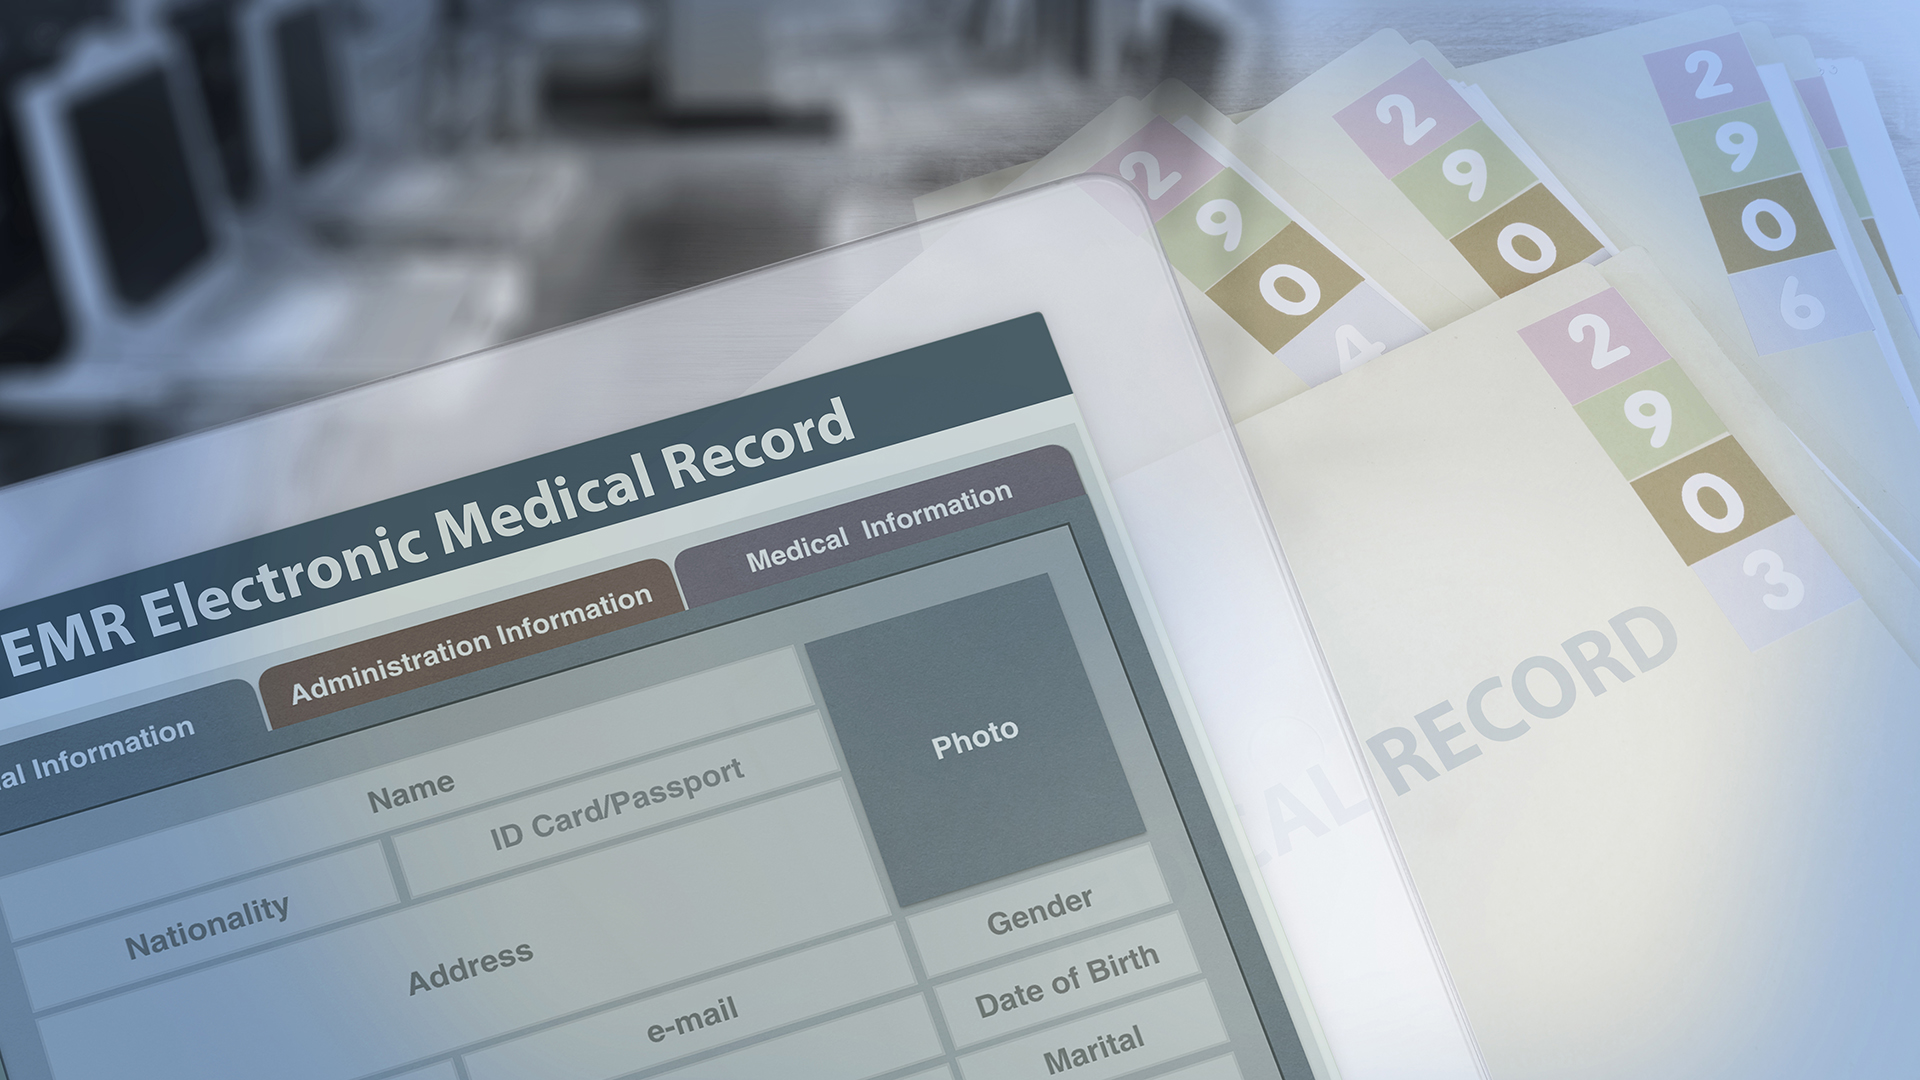 EMR Electronic Medical Record
al Information
Administration Information
Medical Information
Name
Photo
ID Card/Passport
Nationality
Address
Gender
e-mail
Date of Birth
Marital
2
9
0
4
2
9
0
2
9
0
6
2
9
0
3
AL RECORD